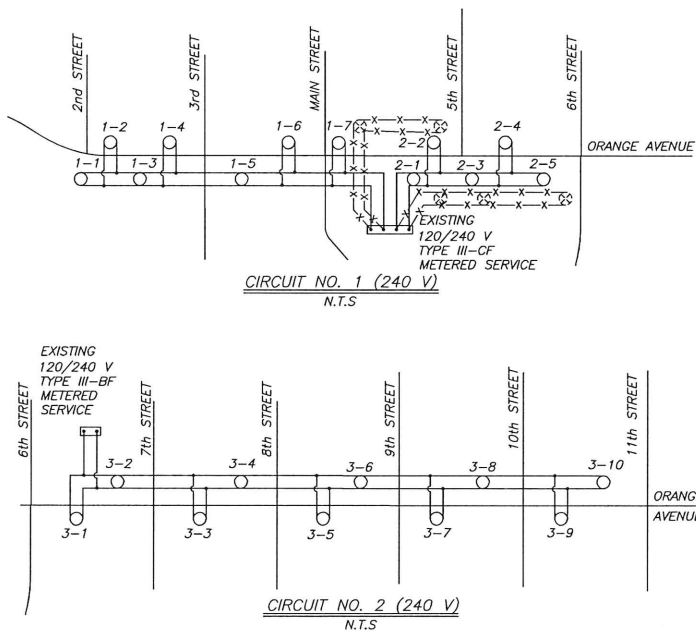 2nd STREET
3rd STREET
MAIN STREET
5th STREET
6th STREET
1-2
1-4
1-6
1-7
2-2
2-4
ORANGE AVENUE
1-1
1-3
1-5
2-1
2-3
2-5
EXISTING
120/240 V
TYPE III-CF
METERED SERVICE
CIRCUIT NO. 1 (240 V)
N.T.S
EXISTING
120/240 V
TYPE III-BF
METERED
SERVICE
6th STREET
7th STREET
8th STREET
9th STREET
10th STREET
11th STREET
3-2
3-4
3-6
3-8
3-10
ORANG
AVENU
3-1
3-3
3-5
3-7
3-9
CIRCUIT NO. 2 (240 V)
N.T.S